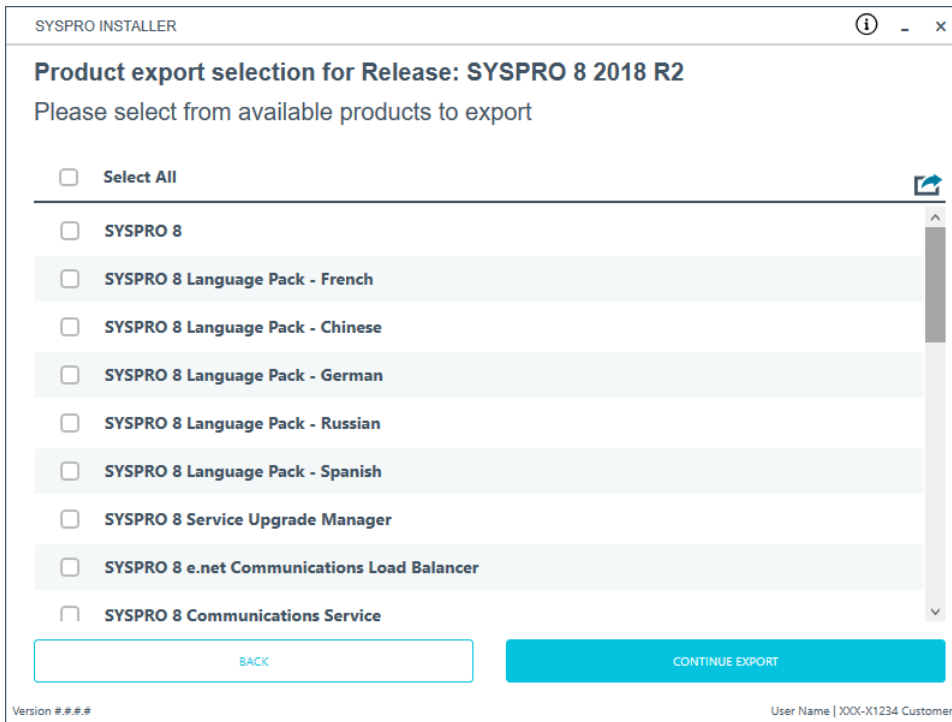 SYSPRO INSTALLER
Product export selection for Release: SYSPRO 8 2018 R2
Please select from available products to export
Select All
SYSPRO 8
SYSPRO 8 Language Pack - French
SYSPRO 8 Language Pack - Chinese
SYSPRO 8 Language Pack - German
SYSPRO 8 Language Pack - Russian
SYSPRO 8 Language Pack - Spanish
SYSPRO 8 Service Upgrade Manager
SYSPRO 8 e.net Communications Load Balancer
SYSPRO 8 Communications Service
BACK CONTINUE EXPORT
Version #.#.#.# User Name | XXX-X1234 Customer